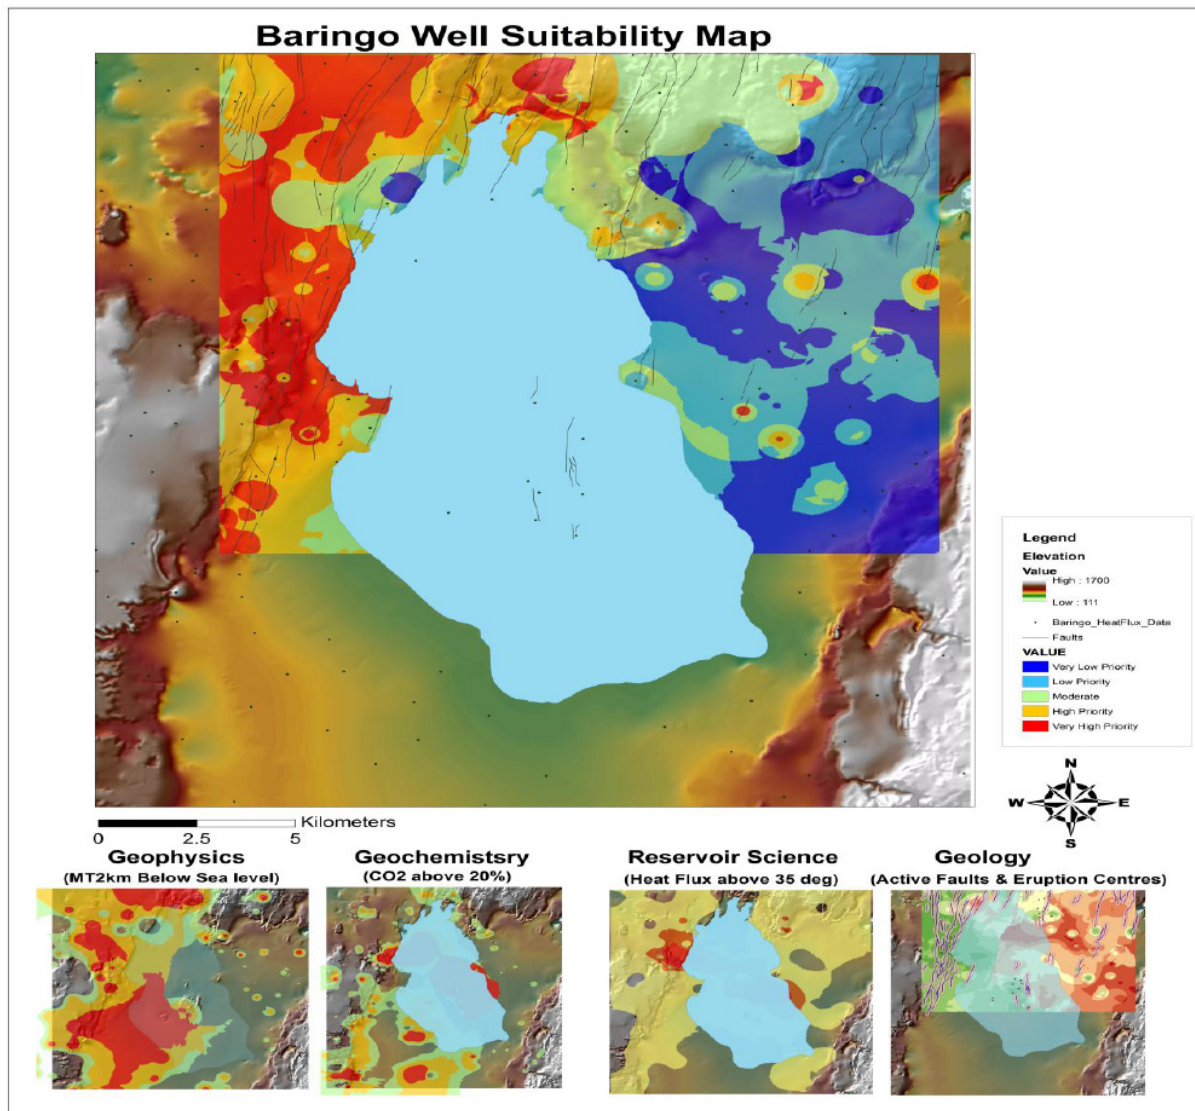 Baringo Well Suitability Map
Legend
Elevation
Value
High : 1700
Low : 111
Baringo_HeatFlux_Data
Faults
VALUE
Very Low Priority
Low Priority
Moderate
High Priority
Very High Priority
N
W E
S
Kilometers
0 2.5 5
Geophysics
(MT2km Below Sea level)
Geochemistsry
(CO2 above 20%)
Reservoir Science
(Heat Flux above 35 deg)
Geology
(Active Faults & Eruption Centres)